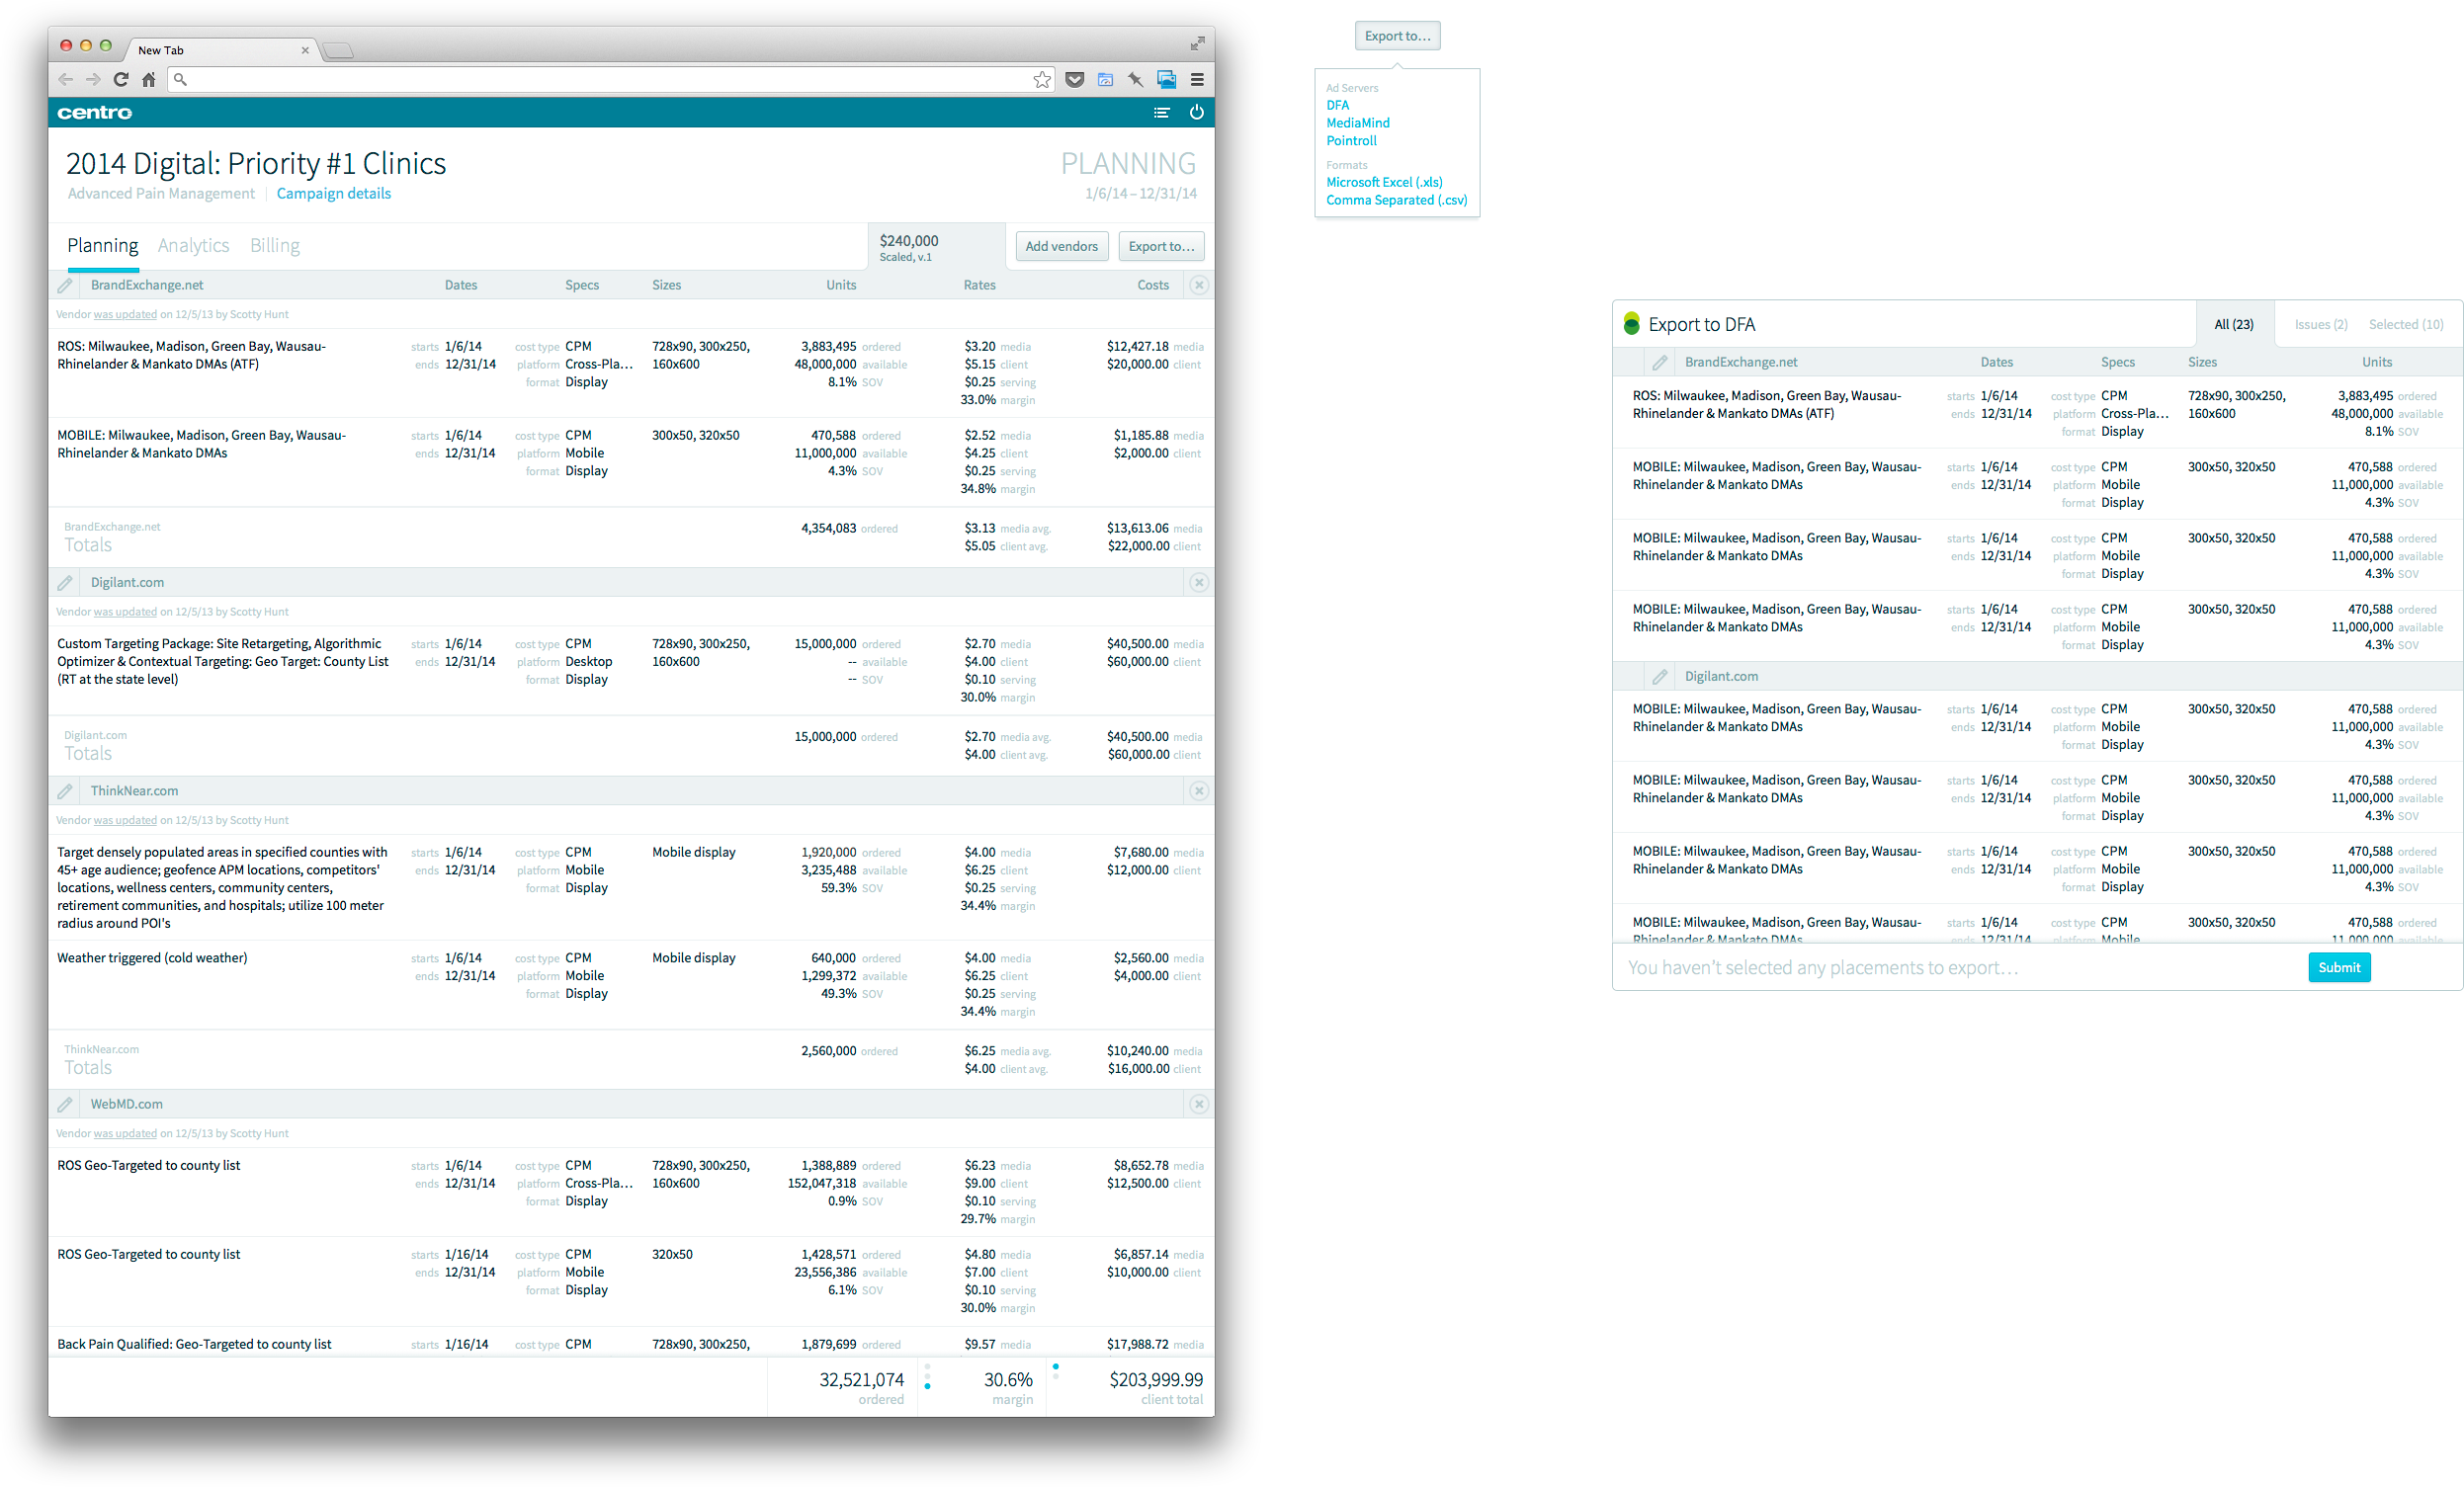 New Tab
centro
2014 Digital: Priority #1 Clinics
PLANNING
Advanced Pain Management | Campaign details
1/6/14 – 12/31/14
Planning Analytics Billing
$240,000
Scaled, v.1
Add vendors
Export to…
BrandExchange.net Dates Specs Sizes Units Rates Costs
Vendor was updated on 12/5/13 by Scotty Hunt
ROS: Milwaukee, Madison, Green Bay, Wausau- starts 1/6/14 cost type CPM 728x90, 300x250, 3,883,495 ordered $3.20 media $12,427.18 media
Rhinelander & Mankato DMAs (ATF) ends 12/31/14 platform Cross-Pla… 160x600 48,000,000 available $5.15 client $20,000.00 client
format Display 8.1% SOV $0.25 serving
33.0% margin
MOBILE: Milwaukee, Madison, Green Bay, Wausau- starts 1/6/14 cost type CPM 300x50, 320x50 470,588 ordered $2.52 media $1,185.88 media
Rhinelander & Mankato DMAs ends 12/31/14 platform Mobile 11,000,000 available $4.25 client $2,000.00 client
format Display 4.3% SOV $0.25 serving
34.8% margin
BrandExchange.net 4,354,083 ordered $3.13 media avg. $13,613.06 media
Totals $5.05 client avg. $22,000.00 client
Digilant.com
Vendor was updated on 12/5/13 by Scotty Hunt
Custom Targeting Package: Site Retargeting, Algorithmic starts 1/6/14 cost type CPM 728x90, 300x250, 15,000,000 ordered $2.70 media $40,500.00 media
Optimizer & Contextual Targeting; Geo Target: County List ends 12/31/14 platform Desktop 160x600 -- available $4.00 client $60,000.00 client
(RT at the state level) format Display -- SOV $0.10 serving
30.0% margin
Digilant.com 15,000,000 ordered $2.70 media avg. $40,500.00 media
Totals $4.00 client avg. $60,000.00 client
ThinkNear.com
Vendor was updated on 12/5/13 by Scotty Hunt
Target densely populated areas in specified counties with starts 1/6/14 cost type CPM Mobile display 1,920,000 ordered $4.00 media $7,680.00 media
45+ age audience; geofence APM locations, competitors' ends 12/31/14 platform Mobile 3,235,488 available $6.25 client $12,000.00 client
locations, wellness centers, community centers, format Display 59.3% SOV $0.25 serving
retirement communities, and hospitals; utilize 100 meter 34.4% margin
radius around POI's
Weather triggered (cold weather) starts 1/6/14 cost type CPM Mobile display 640,000 ordered $4.00 media $2,560.00 media
ends 12/31/14 platform Mobile 1,299,372 available $6.25 client $4,000.00 client
format Display 49.3% SOV $0.25 serving
34.4% margin
ThinkNear.com 2,560,000 ordered $6.25 media avg. $10,240.00 media
Totals $4.00 client avg. $16,000.00 client
WebMD.com
Vendor was updated on 12/5/13 by Scotty Hunt
ROS Geo-Targeted to county list starts 1/6/14 cost type CPM 728x90, 300x250, 1,388,889 ordered $6.23 media $8,652.78 media
ends 12/31/14 platform Cross-Pla… 160x600 152,047,318 available $9.00 client $12,500.00 client
format Display 0.9% SOV $0.10 serving
29.7% margin
ROS Geo-Targeted to county list starts 1/16/14 cost type CPM 320x50 1,428,571 ordered $4.80 media $6,857.14 media
ends 12/31/14 platform Mobile 23,556,386 available $7.00 client $10,000.00 client
format Display 6.1% SOV $0.10 serving
30.0% margin
Back Pain Qualified: Geo-Targeted to county list starts 1/16/14 cost type CPM 728x90, 300x250, 1,879,699 ordered $9.57 media $17,988.72 media
32,521,074 30.6% $203,999.99
ordered margin client total
Export to…
Ad Servers
DFA
MediaMind
Pointroll
Formats
Microsoft Excel (.xls)
Comma Separated (.csv)
Export to DFA All (23) Issues (2) Selected (10)
BrandExchange.net Dates Specs Sizes Units
ROS: Milwaukee, Madison, Green Bay, Wausau- starts 1/6/14 cost type CPM 728x90, 300x250, 3,883,495 ordered
Rhinelander & Mankato DMAs (ATF) ends 12/31/14 platform Cross-Pla… 160x600 48,000,000 available
format Display 8.1% SOV
MOBILE: Milwaukee, Madison, Green Bay, Wausau- starts 1/6/14 cost type CPM 300x50, 320x50 470,588 ordered
Rhinelander & Mankato DMAs ends 12/31/14 platform Mobile 11,000,000 available
format Display 4.3% SOV
MOBILE: Milwaukee, Madison, Green Bay, Wausau- starts 1/6/14 cost type CPM 300x50, 320x50 470,588 ordered
Rhinelander & Mankato DMAs ends 12/31/14 platform Mobile 11,000,000 available
format Display 4.3% SOV
MOBILE: Milwaukee, Madison, Green Bay, Wausau- starts 1/6/14 cost type CPM 300x50, 320x50 470,588 ordered
Rhinelander & Mankato DMAs ends 12/31/14 platform Mobile 11,000,000 available
format Display 4.3% SOV
Digilant.com
MOBILE: Milwaukee, Madison, Green Bay, Wausau- starts 1/6/14 cost type CPM 300x50, 320x50 470,588 ordered
Rhinelander & Mankato DMAs ends 12/31/14 platform Mobile 11,000,000 available
format Display 4.3% SOV
MOBILE: Milwaukee, Madison, Green Bay, Wausau- starts 1/6/14 cost type CPM 300x50, 320x50 470,588 ordered
Rhinelander & Mankato DMAs ends 12/31/14 platform Mobile 11,000,000 available
format Display 4.3% SOV
MOBILE: Milwaukee, Madison, Green Bay, Wausau- starts 1/6/14 cost type CPM 300x50, 320x50 470,588 ordered
Rhinelander & Mankato DMAs ends 12/31/14 platform Mobile 11,000,000 available
format Display 4.3% SOV
MOBILE: Milwaukee, Madison, Green Bay, Wausau- starts 1/6/14 cost type CPM 300x50, 320x50 470,588 ordered
Rhinelander & Mankato DMAs ends 12/31/14 platform Mobile 11,000,000 available
You haven't selected any placements to export… Submit